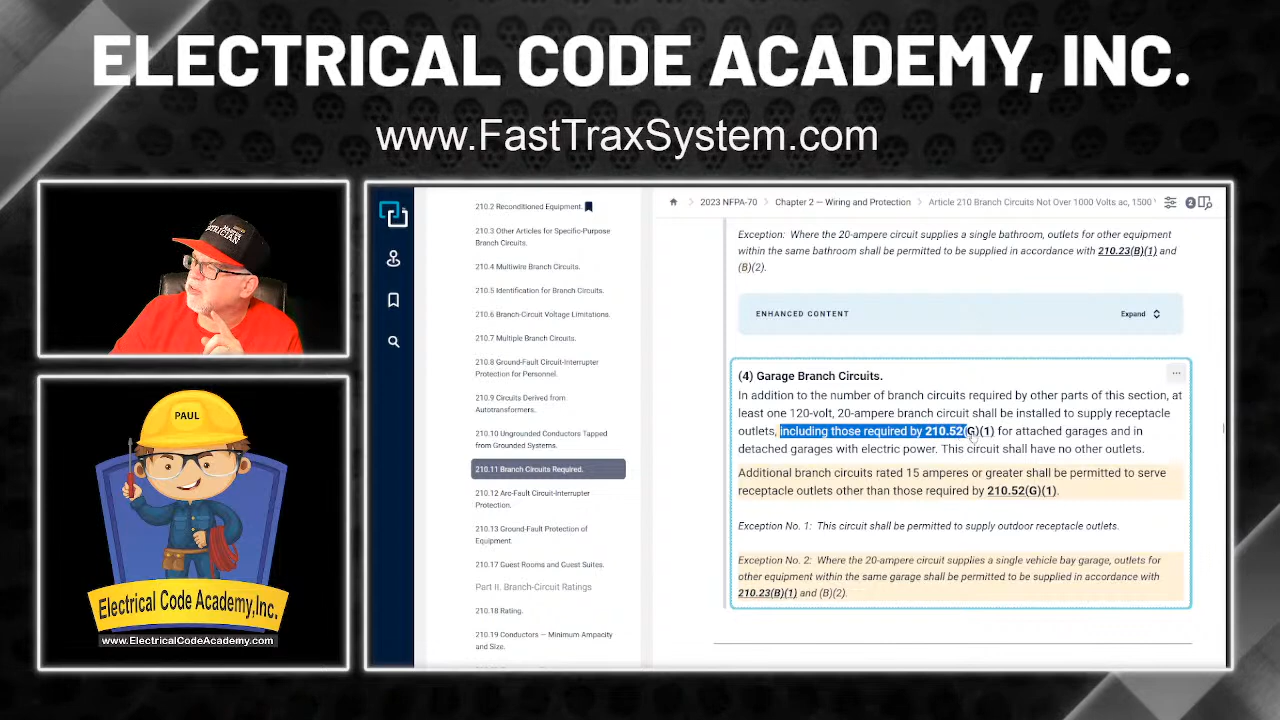 ELECTRICAL CODE ACADEMY, INC.
www.FastTraxSystem.com
PAUL
Electrical Code Academy,Inc.
www.ElectricalCodeAcademy.com
210.2 Reconditioned Equipment.
210.3 Other Articles for Specific-Purpose
Branch Circuits.
210.4 Multiwire Branch Circuits.
210.5 Identification for Branch Circuits.
210.6 Branch-Circuit Voltage Limitations.
210.7 Multiple Branch Circuits.
210.8 Ground-Fault Circuit-Interrupter
Protection for Personnel.
210.9 Circuits Derived from
Autotransformers.
210.10 Ungrounded Conductors Tapped
from Grounded Systems.
210.11 Branch Circuits Required.
210.12 Arc-Fault Circuit-Interrupter
Protection.
210.13 Ground-Fault Protection of
Equipment.
210.17 Guest Rooms and Guest Suites.
Part II. Branch-Circuit Ratings
210.18 Rating.
210.19 Conductors — Minimum Ampacity
and Size.
2023 NFPA-70 > Chapter 2 — Wiring and Protection > Article 210 Branch Circuits Not Over 1000 Volts ac, 1500
2
Exception: Where the 20-ampere circuit supplies a single bathroom, outlets for other equipment
within the same bathroom shall be permitted to be supplied in accordance with 210.23(B)(1) and
(B)(2).
ENHANCED CONTENT
Expand
(4) Garage Branch Circuits.
In addition to the number of branch circuits required by other parts of this section, at
least one 120-volt, 20-ampere branch circuit shall be installed to supply receptacle
outlets, including those required by 210.52(G)(1) for attached garages and in
detached garages with electric power. This circuit shall have no other outlets.
Additional branch circuits rated 15 amperes or greater shall be permitted to serve
receptacle outlets other than those required by 210.52(G)(1).
Exception No. 1: This circuit shall be permitted to supply outdoor receptacle outlets.
Exception No. 2: Where the 20-ampere circuit supplies a single vehicle bay garage, outlets for
other equipment within the same garage shall be permitted to be supplied in accordance with
210.23(B)(1) and (B)(2).